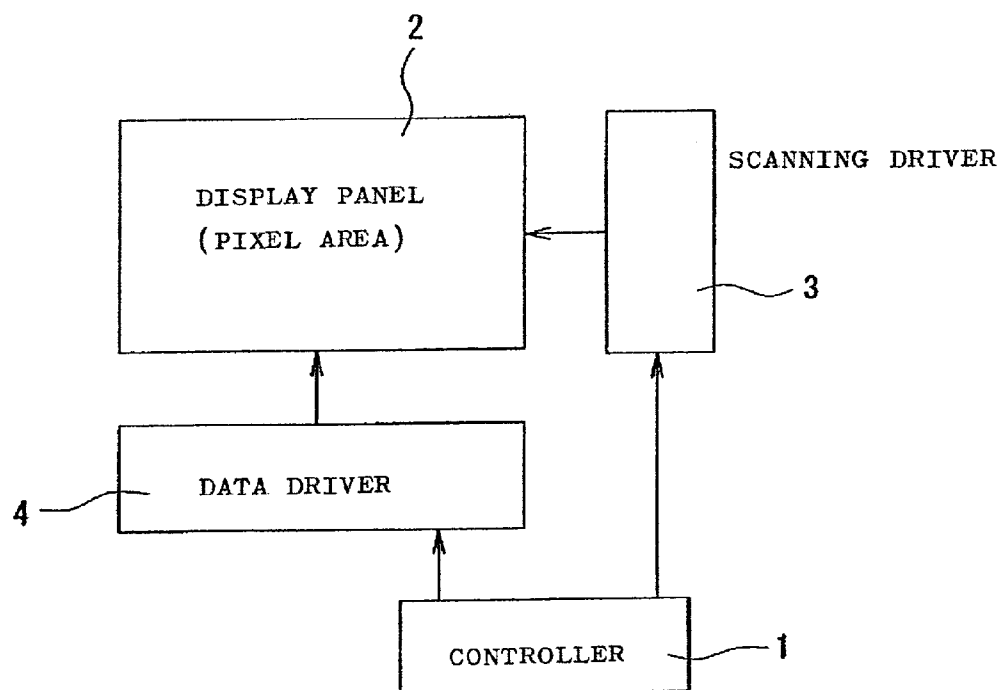 2
SCANNING DRIVER
DISPLAY PANEL
(PIXEL AREA)
3
DATA DRIVER
4
CONTROLLER
1